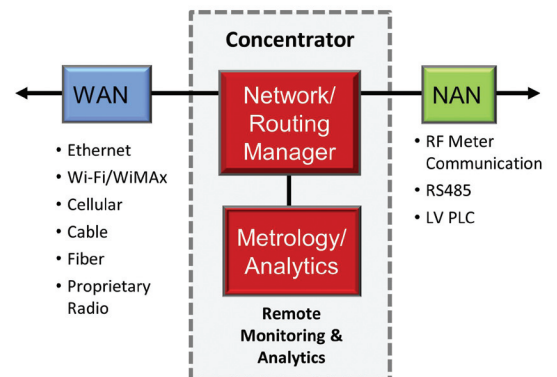 Concentrator
WAN
Network/
Routing
Manager
NAN
• Ethernet
• Wi-Fi/WiMAx
• Cellular
• Cable
• Fiber
• Proprietary
Radio
• RF Meter
Communication
• RS485
• LV PLC
Metrology/
Analytics
Remote
Monitoring &
Analytics